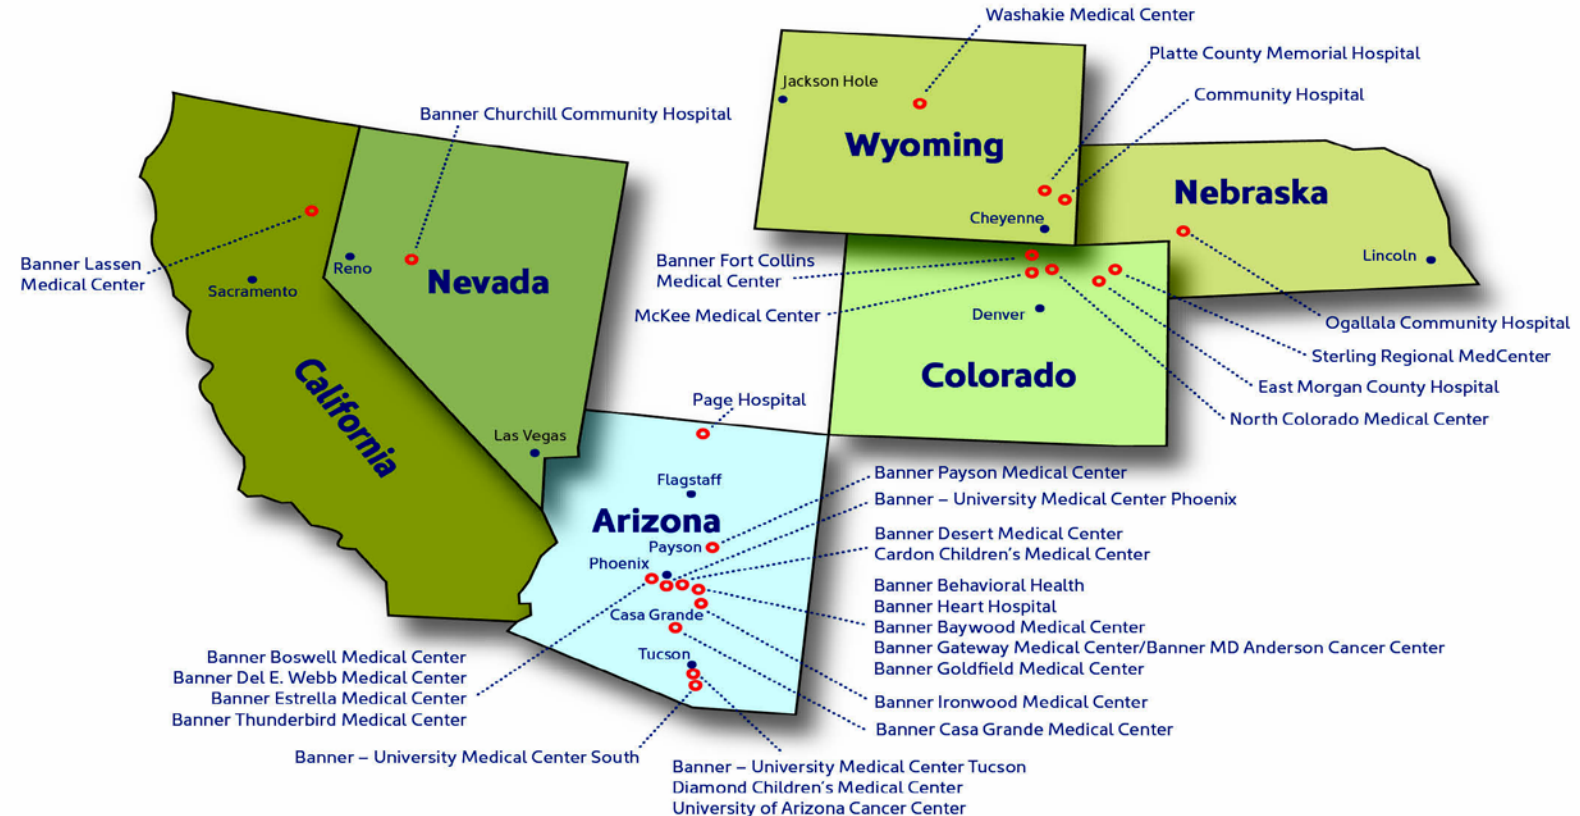 Washakie Medical Center
Platte County Memorial Hospital
Jackson Hole
Community Hospital
Banner Churchill Community Hospital
Wyoming
Nebraska
Cheyenne
Banner Lassen
Medical Center
Reno
Sacramento
Nevada
Banner Fort Collins
Medical Center
Lincoln
McKee Medical Center
Denver
Ogallala Community Hospital
Sterling Regional MedCenter
Colorado
East Morgan County Hospital
North Colorado Medical Center
California
Page Hospital
Las Vegas
Flagstaff
Arizona
Payson
Phoenix
Casa Grande
Tucson
Banner Payson Medical Center
Banner – University Medical Center Phoenix
Banner Desert Medical Center
Cardon Children's Medical Center
Banner Behavioral Health
Banner Heart Hospital
Banner Baywood Medical Center
Banner Gateway Medical Center/Banner MD Anderson Cancer Center
Banner Goldfield Medical Center
Banner Ironwood Medical Center
Banner Casa Grande Medical Center
Banner Boswell Medical Center
Banner Del E. Webb Medical Center
Banner Estrella Medical Center
Banner Thunderbird Medical Center
Banner – University Medical Center South
Banner – University Medical Center Tucson
Diamond Children's Medical Center
University of Arizona Cancer Center